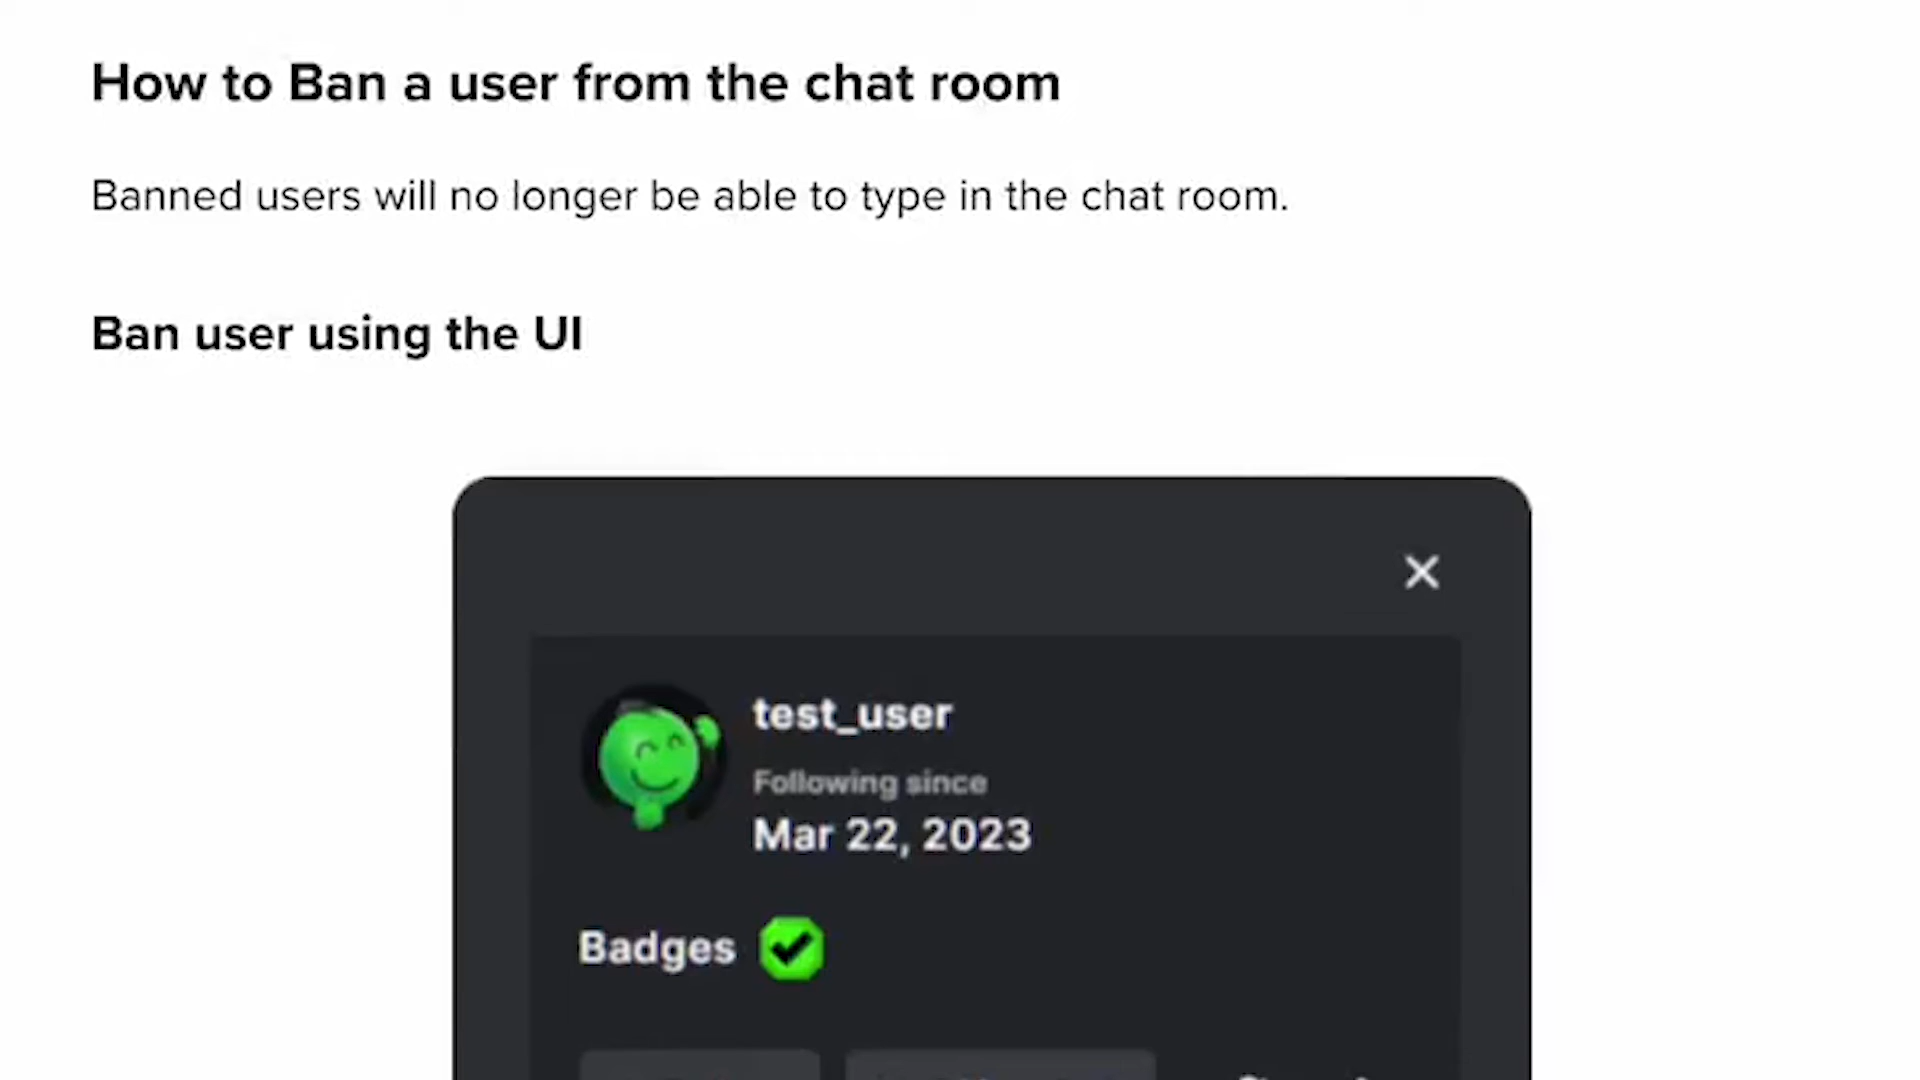 How to Ban a user from the chat room
Banned users will no longer be able to type in the chat room.
Ban user using the UI
test_user
Following since
Mar 22, 2023
Badges